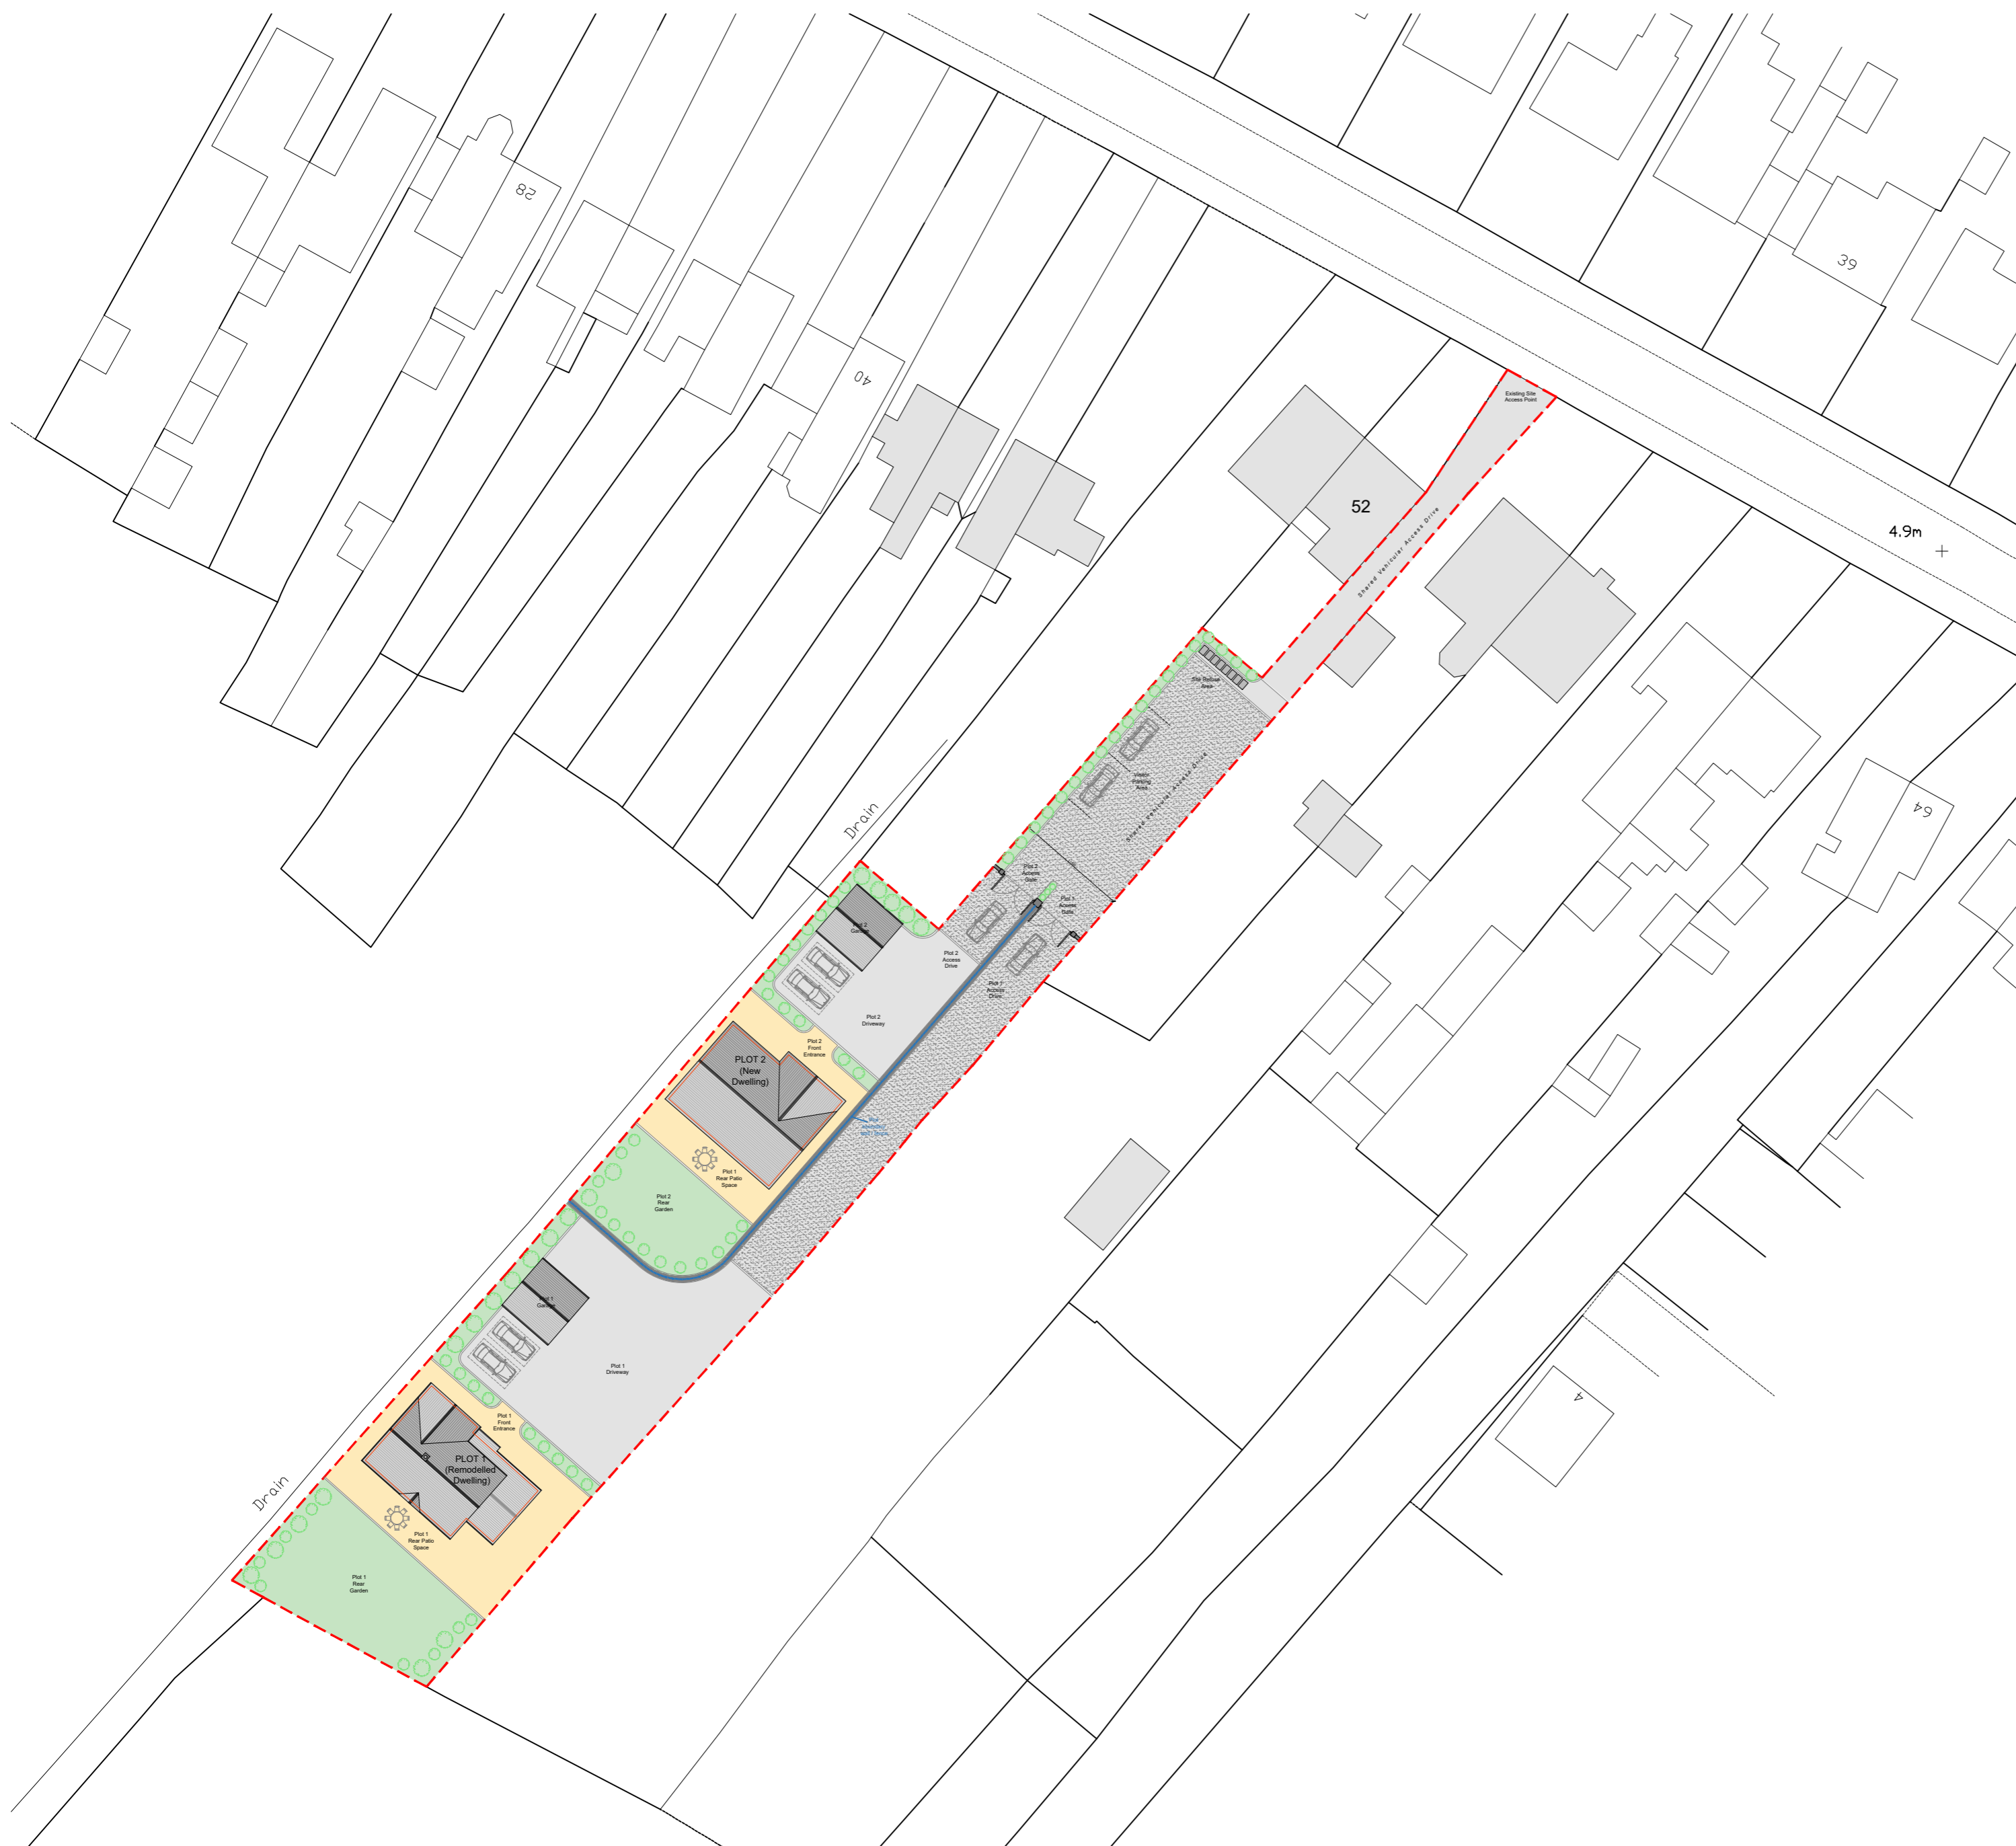 28
39
40
Existing Site
Access Point
52
4.9m
Shared Vehicular Access Drive
Site Refuse
Area
Visitor
Parking
Area
Shared Vehicular Access Drive
64
Drain
Plot 2
Access
Gate
Plot 1
Access
Gate
Plot 2
Garage
Plot 2
Access
Drive
Plot 1
Access
Drive
Plot 2
Driveway
Plot 2
Front
Entrance
PLOT 2
(New
Dwelling)
Plot 1
Rear Patio
Space
Plot 2
Rear
Garden
Plot 1
Garage
Plot 1
Driveway
4
Plot 1
Front
Entrance
PLOT 1
(Remodelled
Dwelling)
Drain
Plot 1
Rear Patio
Space
Plot 1
Rear
Garden